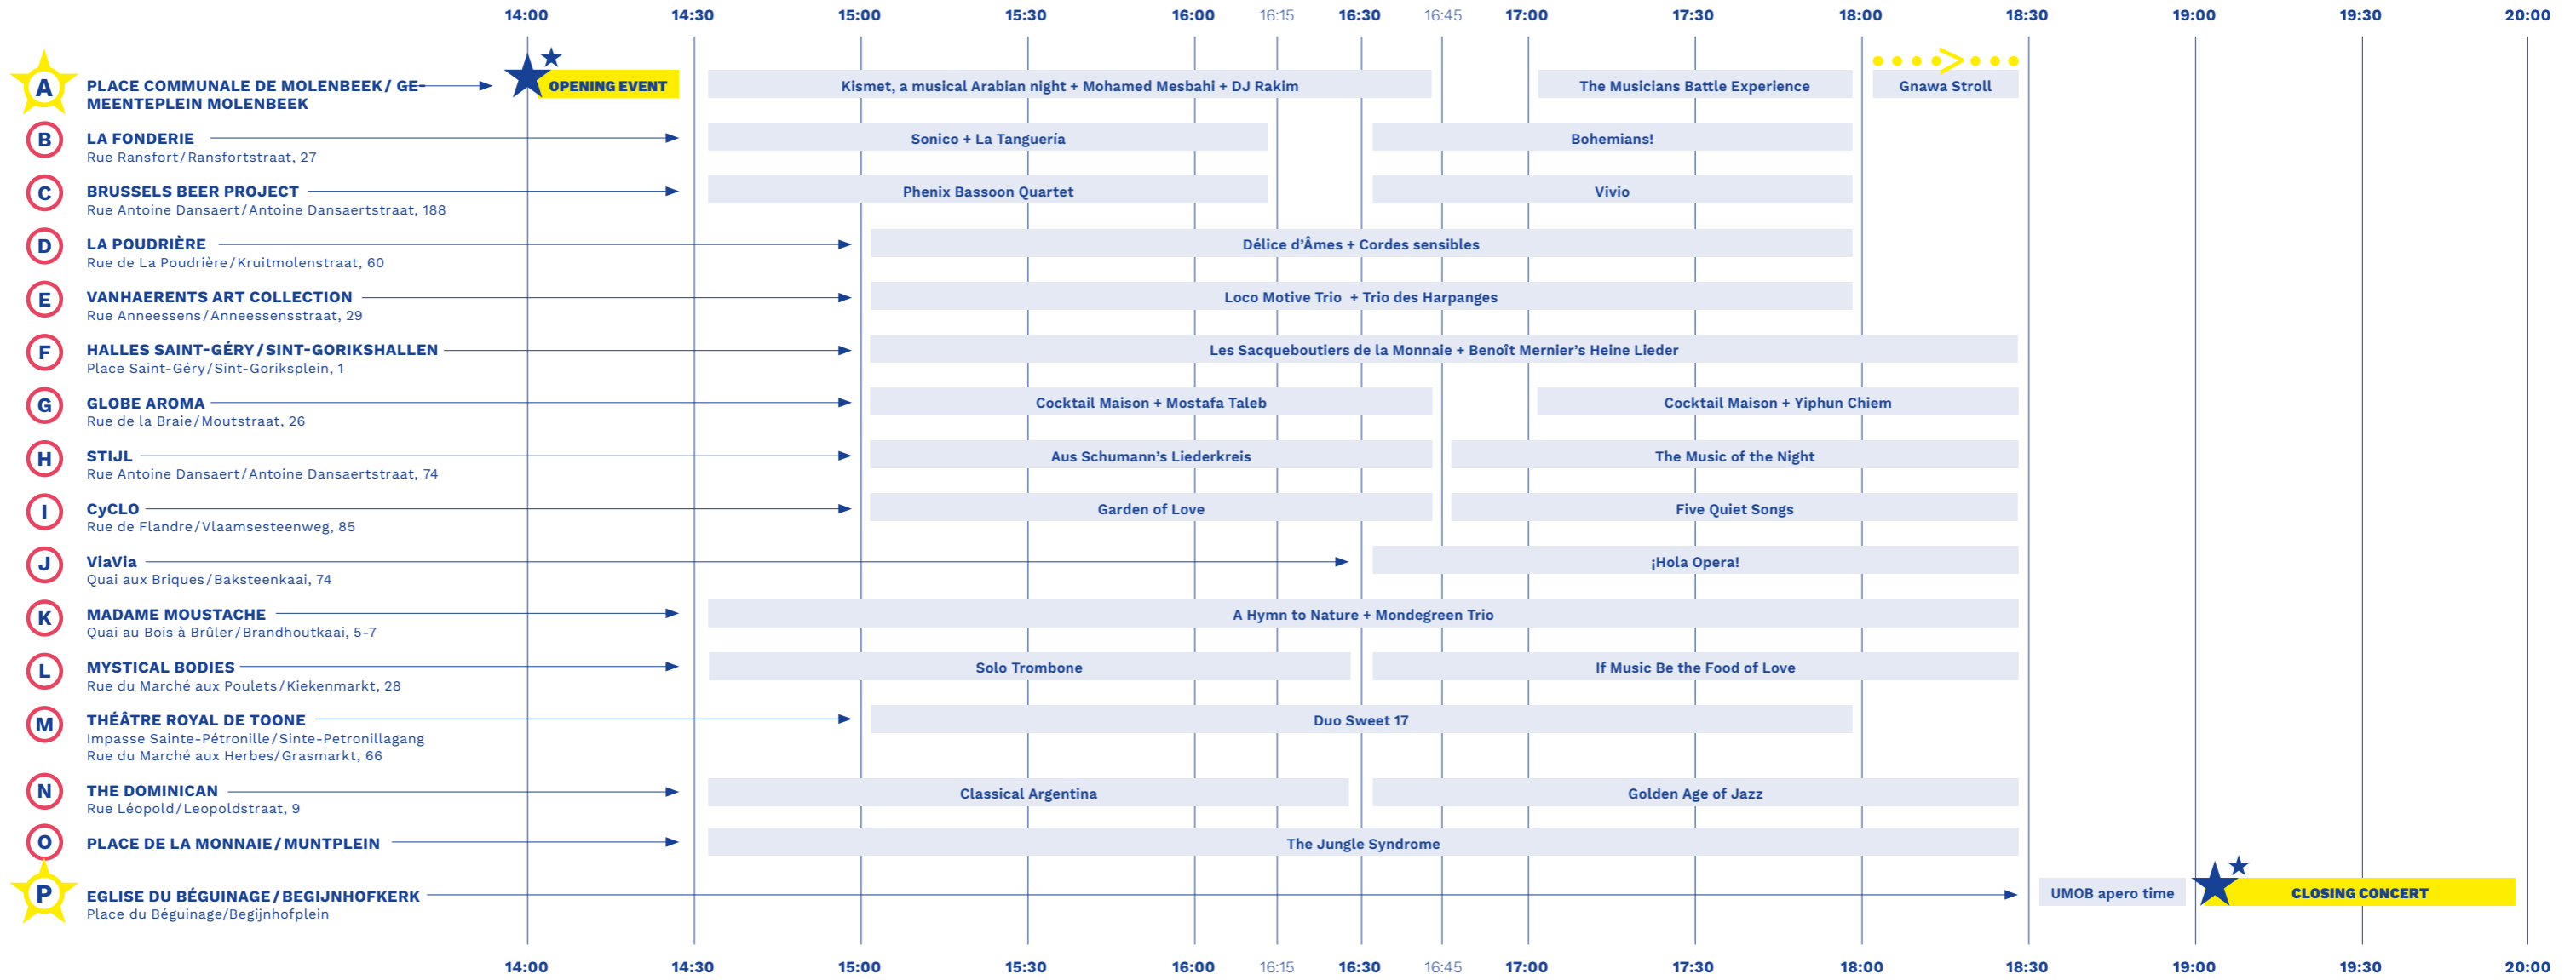 14:00 14:30 15:00 15:30 16:00 16:15 16:30 16:45 17:00 17:30 18:00 18:30 19:00 19:30 20:00
A PLACE COMMUNALE DE MOLENBEEK/ GE-
MEENTEPLEIN MOLENBEEK
OPENING EVENT Kismet, a musical Arabian night + Mohamed Mesbahi + DJ Rakim The Musicians Battle Experience Gnawa Stroll
B LA FONDERIE Sonico + La Tanguería Bohemians!
Rue Ransfort/Ransfortstraat, 27
C BRUSSELS BEER PROJECT Phenix Bassoon Quartet Vivio
Rue Antoine Dansaert/Antoine Dansaertstraat, 188
D LA POUDRIÈRE Délice d'Âmes + Cordes sensibles
Rue de La Poudrière/Kruitmolenstraat, 60
E VANHAERENTS ART COLLECTION Loco Motive Trio + Trio des Harpanges
Rue Anneessens/Anneessensstraat, 29
F HALLES SAINT-GÉRY/SINT-GORIKSHALLEN Les Sacqueboutiers de la Monnaie + Benoît Mernier's Heine Lieder
Place Saint-Géry/Sint-Goriksplein, 1
G GLOBE AROMA Cocktail Maison + Mostafa Taleb Cocktail Maison + Yiphun Chiem
Rue de la Braie/Moutstraat, 26
H STIJL Aus Schumann's Liederkreis The Music of the Night
Rue Antoine Dansaert/Antoine Dansaertstraat, 74
I CyCLO Garden of Love Five Quiet Songs
Rue de Flandre/Vlaamsesteenweg, 85
J ViaVia ¡Hola Opera!
Quai aux Briques/Baksteenkaai, 74
K MADAME MOUSTACHE A Hymn to Nature + Mondegreen Trio
Quai au Bois à Brûler/Brandhoutkaai, 5-7
L MYSTICAL BODIES Solo Trombone If Music Be the Food of Love
Rue du Marché aux Poulets/Kiekenmarkt, 28
M THÉÂTRE ROYAL DE TOONE Duo Sweet 17
Impasse Sainte-Pétronille/Sinte-Petronillagang
Rue du Marché aux Herbes/Grasmarkt, 66
N THE DOMINICAN Classical Argentina Golden Age of Jazz
Rue Léopold/Leopoldstraat, 9
O PLACE DE LA MONNAIE/MUNTPLEIN The Jungle Syndrome
P EGLISE DU BÉGUINAGE/BEGIJNHOFKERK UMOB apero time CLOSING CONCERT
Place du Béguinage/Begijnhofplein
14:00 14:30 15:00 15:30 16:00 16:15 16:30 16:45 17:00 17:30 18:00 18:30 19:00 19:30 20:00